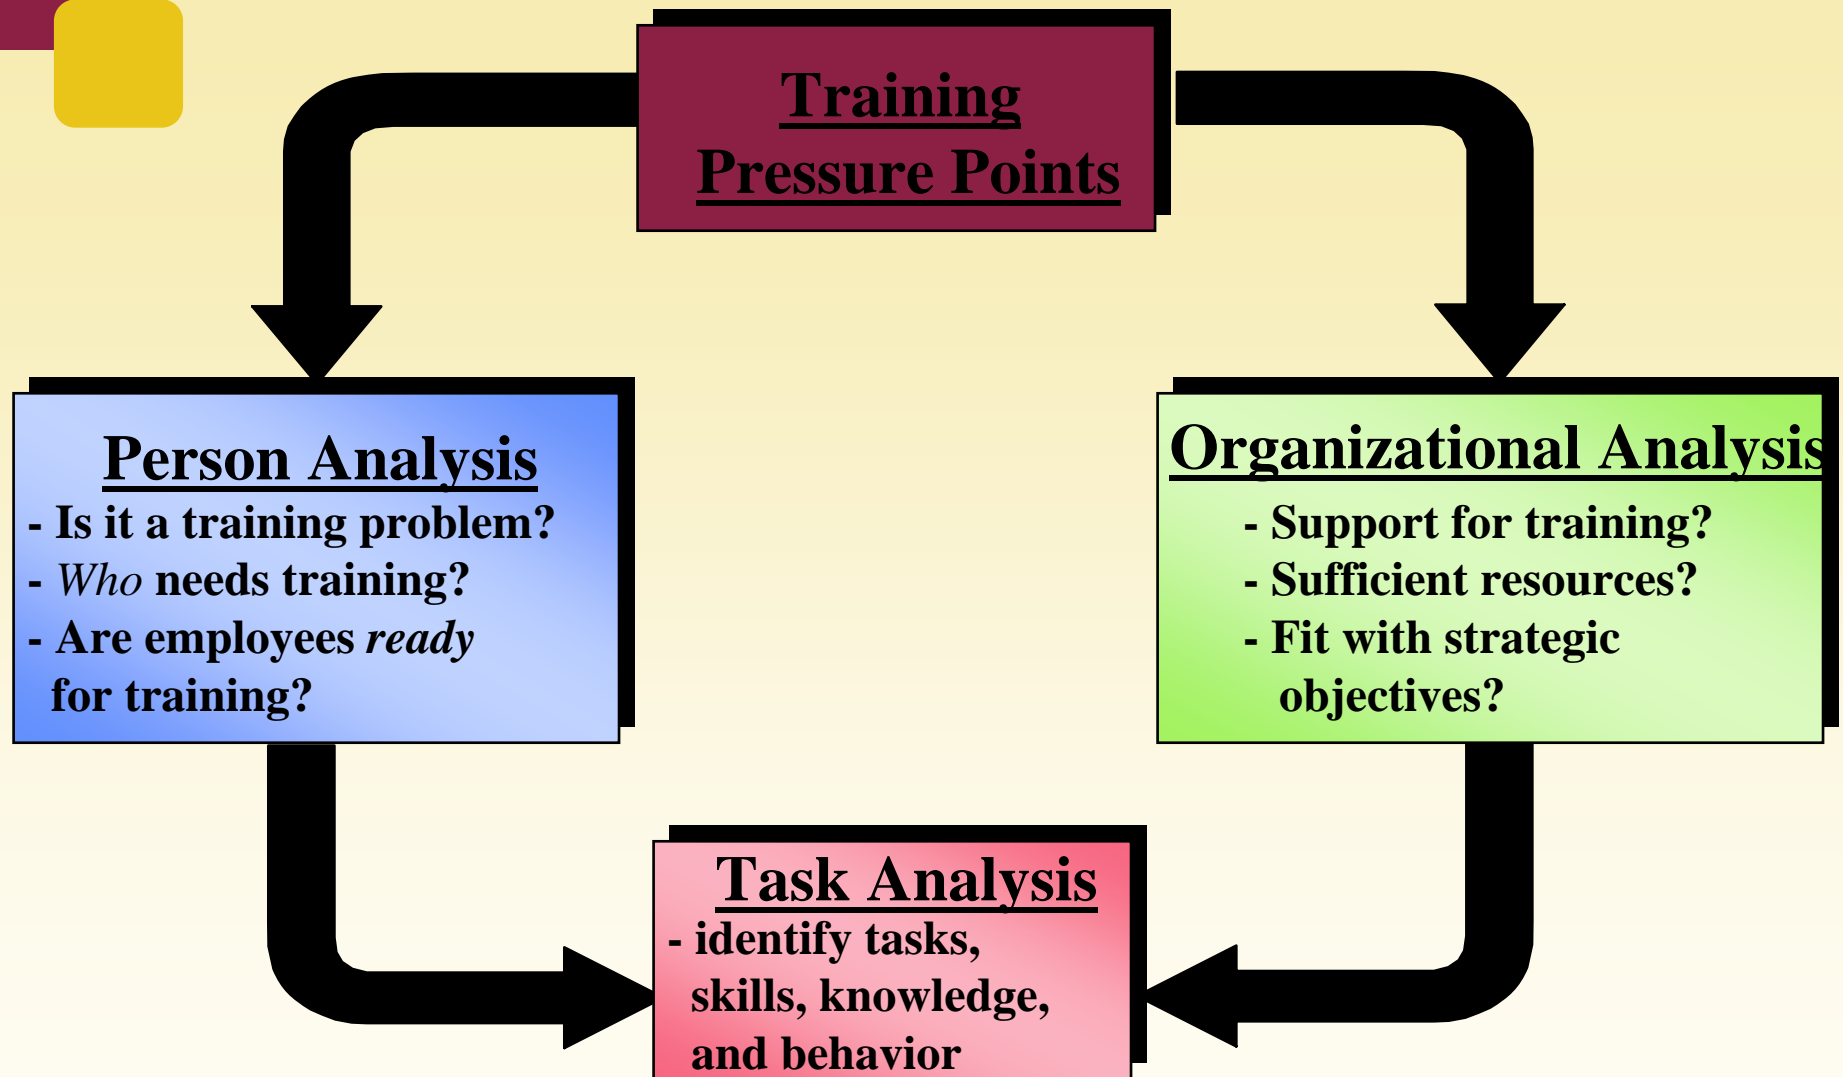 Training
Pressure Points
Person Analysis
- Is it a training problem?
- Who needs training?
- Are employees ready
for training?
Organizational Analysis
- Support for training?
- Sufficient resources?
- Fit with strategic
objectives?
Task Analysis
- identify tasks,
skills, knowledge,
and behavior